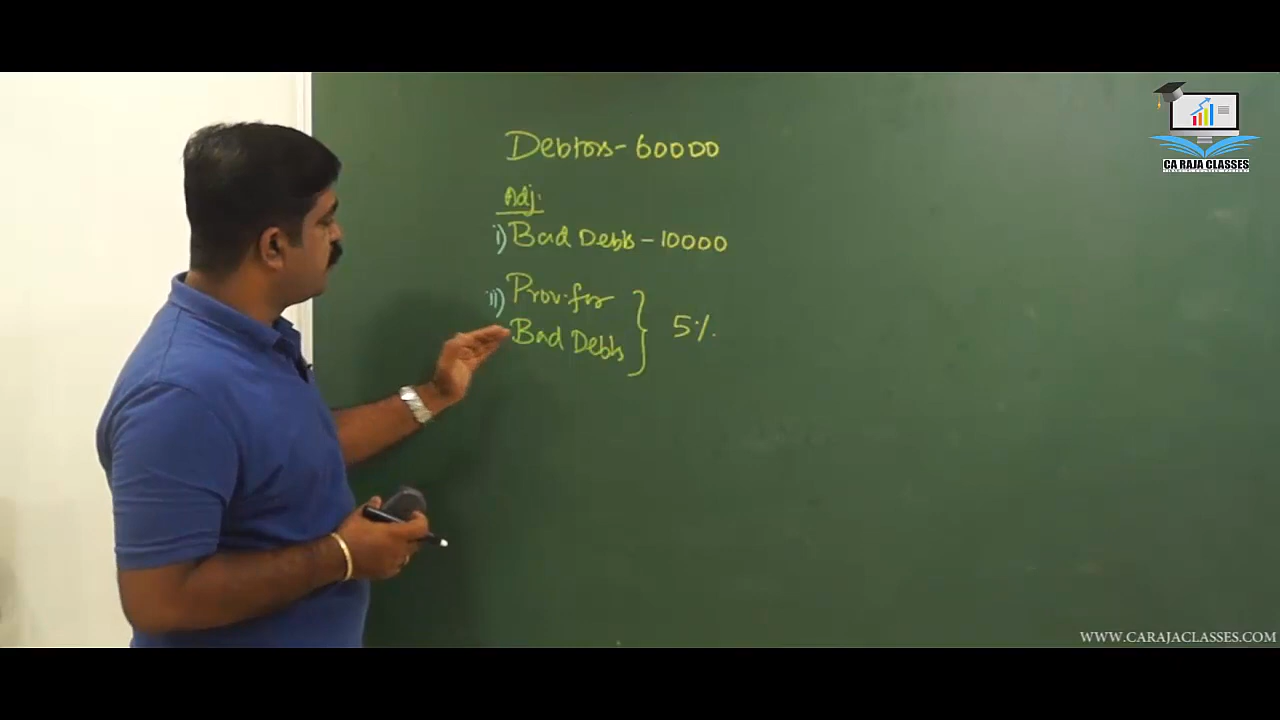 Debtors - 60000
Adj.
i) Bad Debts - 10000
ii) Prov. for
Bad Debts } 5%.
CA RAJA CLASSES
WWW.CARAJACLASSES.COM